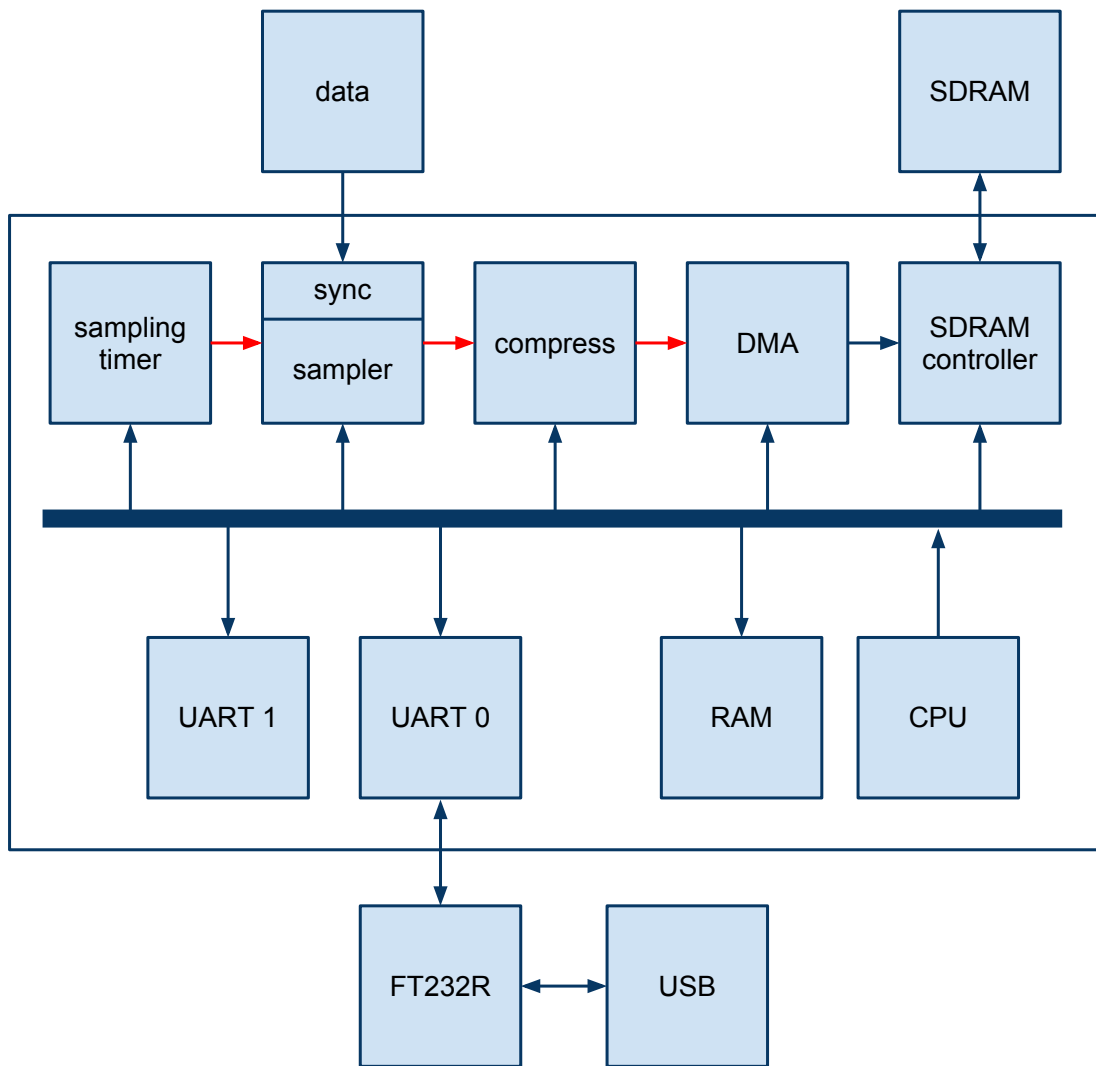 data
SDRAM
sampling
timer
sync
sampler
compress
DMA
SDRAM
controller
UART 1
UART 0
RAM
CPU
FT232R
USB